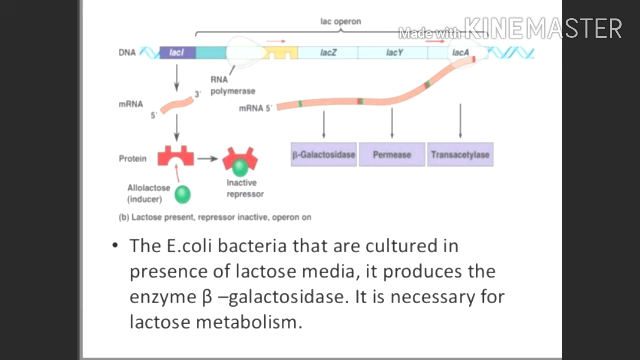 lac operon
Made with KINEMASTER
DNA
lacI
lacZ
lacY
lacA
RNA
polymerase
mRNA
3'
5'
mRNA 5'
Protein
β-Galactosidase
Permease
Transacetylase
Allolactose
(inducer)
Inactive
repressor
(b) Lactose present, repressor inactive, operon on
• The E.coli bacteria that are cultured in
presence of lactose media, it produces the
enzyme β –galactosidase. It is necessary for
lactose metabolism.